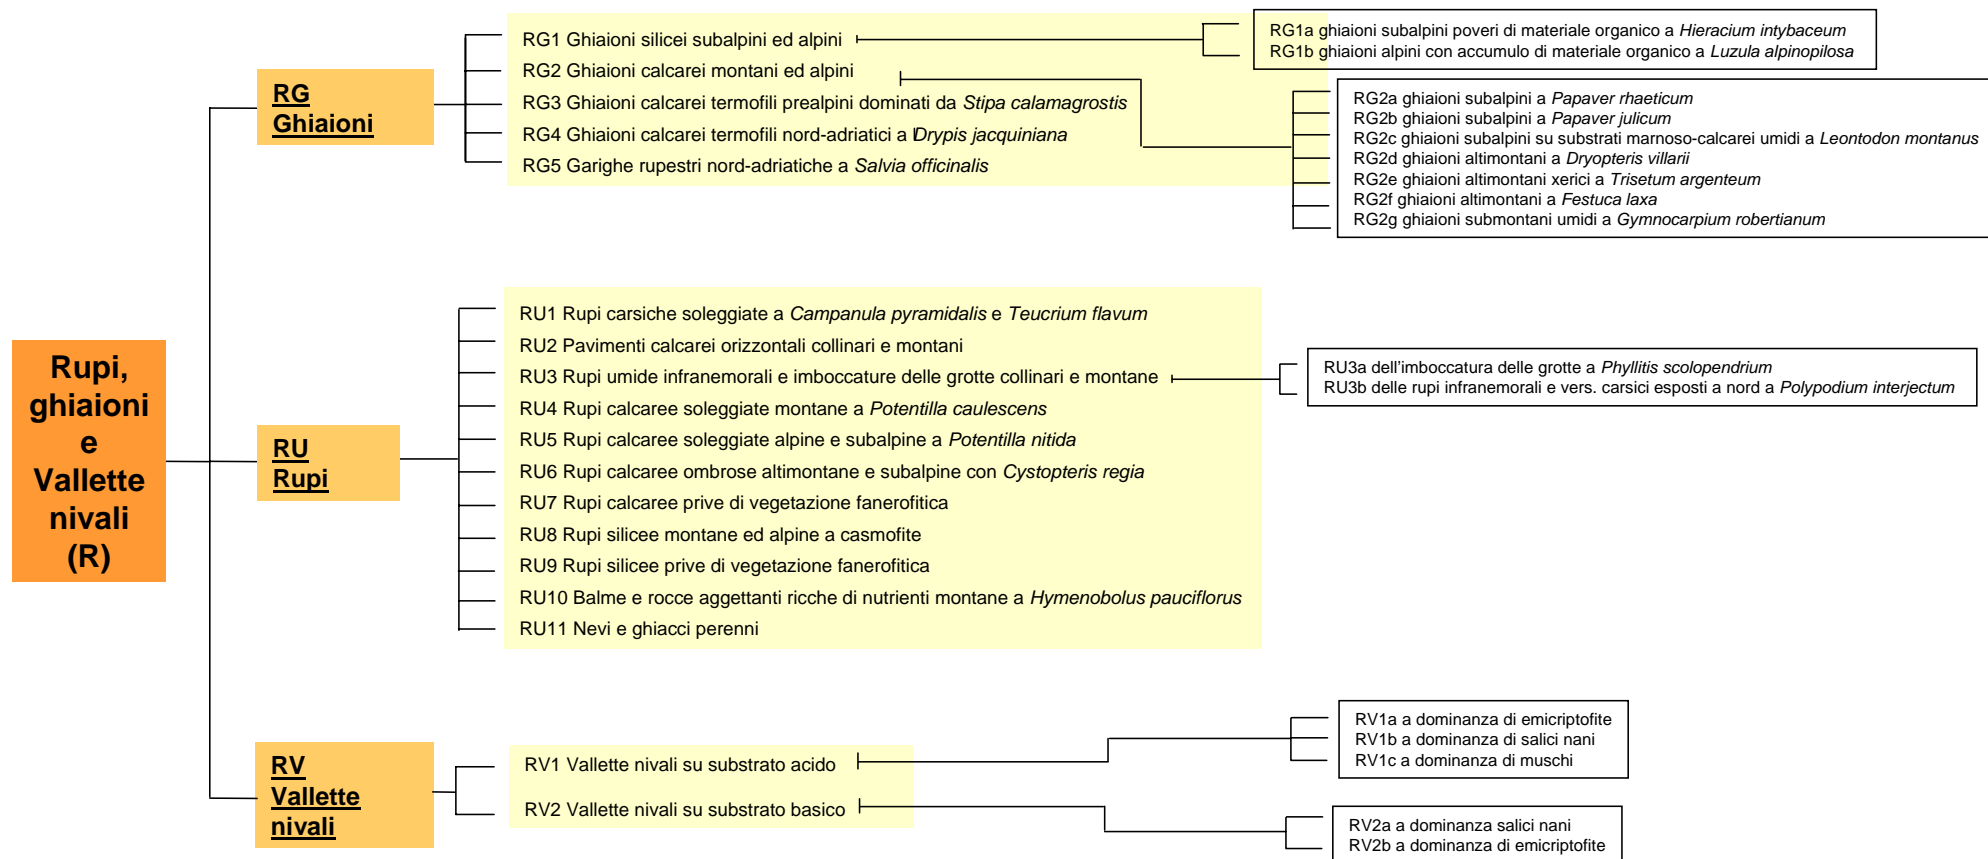 Rupi,
ghiaioni
e
Vallette
nivali
(R)
RG
Ghiaioni
RG1 Ghiaioni silicei subalpini ed alpini
RG2 Ghiaioni calcarei montani ed alpini
RG3 Ghiaioni calcarei termofili prealpini dominati da Stipa calamagrostis
RG4 Ghiaioni calcarei termofili nord-adriatici a Drypis jacquiniana
RG5 Garighe rupestri nord-adriatiche a Salvia officinalis
RG1a ghiaioni subalpini poveri di materiale organico a Hieracium intybaceum
RG1b ghiaioni alpini con accumulo di materiale organico a Luzula alpinopilosa
RG2a ghiaioni subalpini a Papaver rhaeticum
RG2b ghiaioni subalpini a Papaver julicum
RG2c ghiaioni subalpini su substrati marnoso-calcarei umidi a Leontodon montanus
RG2d ghiaioni altimontani a Dryopteris villarii
RG2e ghiaioni altimontani xerici a Trisetum argenteum
RG2f ghiaioni altimontani a Festuca laxa
RG2g ghiaioni submontani umidi a Gymnocarpium robertianum
RU
Rupi
RU1 Rupi carsiche soleggiate a Campanula pyramidalis e Teucrium flavum
RU2 Pavimenti calcarei orizzontali collinari e montani
RU3 Rupi umide infranemorali e imboccature delle grotte collinari e montane
RU4 Rupi calcaree soleggiate montane a Potentilla caulescens
RU5 Rupi calcaree soleggiate alpine e subalpine a Potentilla nitida
RU6 Rupi calcaree ombrose altimontane e subalpine con Cystopteris regia
RU7 Rupi calcaree prive di vegetazione fanerofitica
RU8 Rupi silicee montane ed alpine a casmofite
RU9 Rupi silicee prive di vegetazione fanerofitica
RU10 Balme e rocce aggettanti ricche di nutrienti montane a Hymenobolus pauciflorus
RU11 Nevi e ghiacci perenni
RU3a dell'imboccatura delle grotte a Phyllitis scolopendrium
RU3b delle rupi infranemorali e vers. carsici esposti a nord a Polypodium interjectum
RV
Vallette
nivali
RV1 Vallette nivali su substrato acido
RV2 Vallette nivali su substrato basico
RV1a a dominanza di emicriptofite
RV1b a dominanza di salici nani
RV1c a dominanza di muschi
RV2a a dominanza salici nani
RV2b a dominanza di emicriptofite